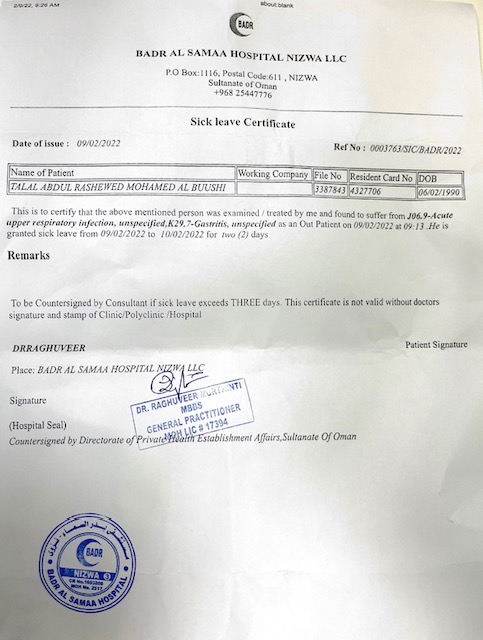 2/9/22, 9:26 AM
about:blank
BADR
BADR AL SAMAA HOSPITAL NIZWA LLC
P.O Box:1116, Postal Code:611 , NIZWA
Sultanate of Oman
+968 25447776
Sick leave Certificate
Date of issue : 09/02/2022
Ref No : 0003763/SIC/BADR/2022
Name of Patient Working Company File No Resident Card No DOB
TALAL ABDUL RASHEWED MOHAMED AL BUUSHI 3387843 4327706 06/02/1990
This is to certify that the above mentioned person was examined / treated by me and found to suffer from J06.9-Acute
upper respiratory infection, unspecified,K29.7-Gastritis, unspecified as an Out Patient on 09/02/2022 at 09:13 .He is
granted sick leave from 09/02/2022 to 10/02/2022 for two (2) days
Remarks
To be Countersigned by Consultant if sick leave exceeds THREE days. This certificate is not valid without doctors
signature and stamp of Clinic/Polyclinic /Hospital
DRRAGHUVEER
Patient Signature
Place: BADR AL SAMAA HOSPITAL NIZWA LLC
Signature
DR. RAGHUVEER
MBBS
GENERAL PRACTITIONER
MOH LIC # 17394
(Hospital Seal)
Countersigned by Directorate of Private Health Establishment Affairs,Sultanate Of Oman
مستشفى بدر السماء - نزوى
BADR
NIZWA
BADR AL SAMAA HOSPITAL